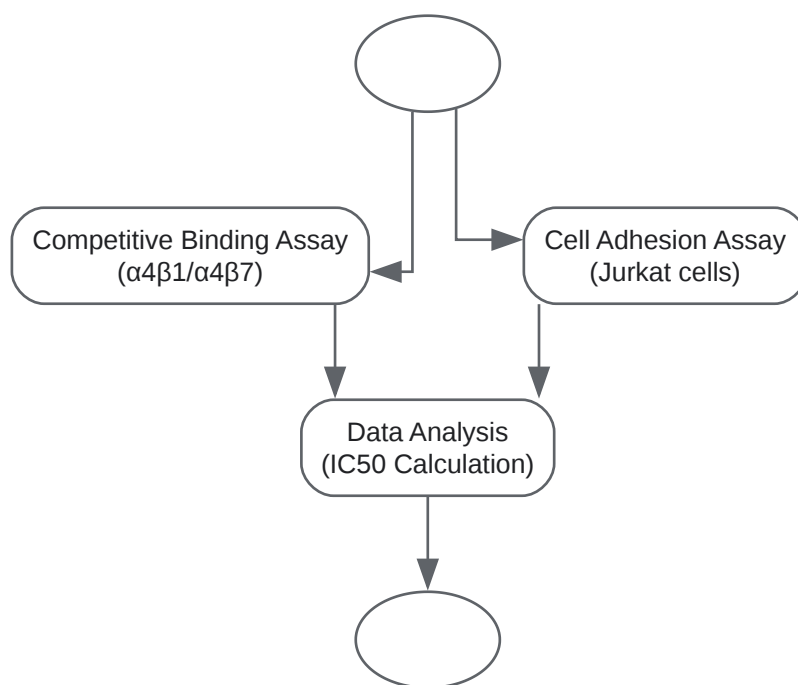 Competitive Binding Assay
(α4β1/α4β7)
Cell Adhesion Assay
(Jurkat cells)
Data Analysis
(IC50 Calculation)